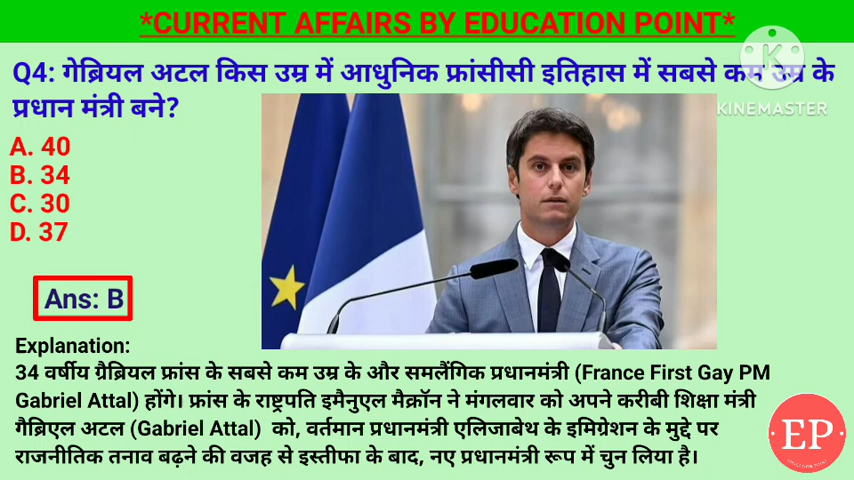 *CURRENT AFFAIRS BY EDUCATION POINT*
Q4: गेब्रियल अटल किस उम्र में आधुनिक फ्रांसीसी इतिहास में सबसे कम उम्र के
प्रधान मंत्री बने?
KINEMASTER
A. 40
B. 34
C. 30
D. 37
Ans: B
Explanation:
34 वर्षीय ग्रैब्रियल फ्रांस के सबसे कम उम्र के और समलैंगिक प्रधानमंत्री (France First Gay PM
Gabriel Attal) होंगे। फ्रांस के राष्ट्रपति इमैनुएल मैक्रॉन ने मंगलवार को अपने करीबी शिक्षा मंत्री
गैब्रिएल अटल (Gabriel Attal) को, वर्तमान प्रधानमंत्री एलिजाबेथ के इमिग्रेशन के मुद्दे पर
राजनीतिक तनाव बढ़ने की वजह से इस्तीफा के बाद, नए प्रधानमंत्री रूप में चुन लिया है।
EP